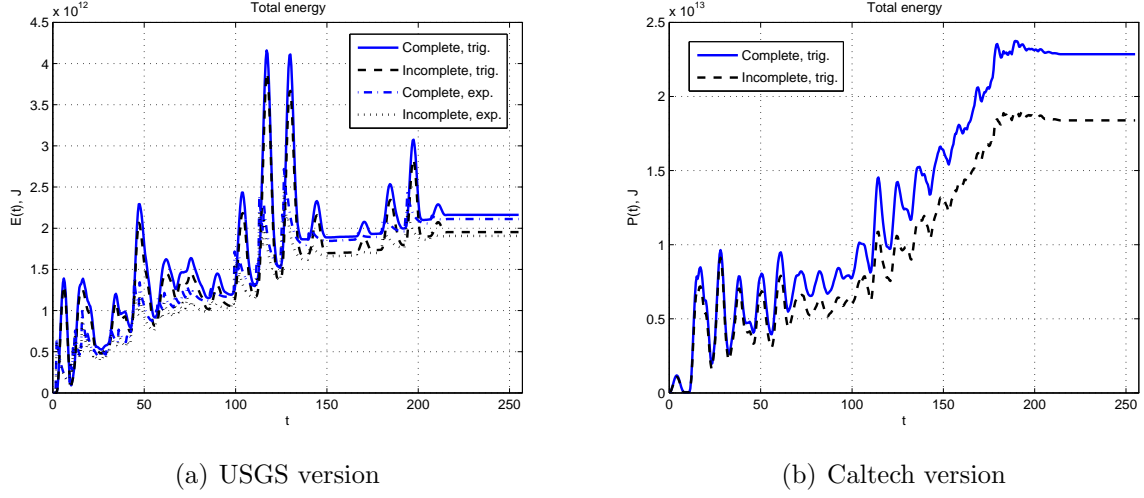 Total energy
x 10^12
E(t), J
4.5
4
3.5
3
2.5
2
1.5
1
0.5
0
0 50 100 150 200 250
t
Complete, trig.
Incomplete, trig.
Complete, exp.
Incomplete, exp.
(a) USGS version
Total energy
x 10^13
P(t), J
2.5
2
1.5
1
0.5
0
0 50 100 150 200 250
t
Complete, trig.
Incomplete, trig.
(b) Caltech version